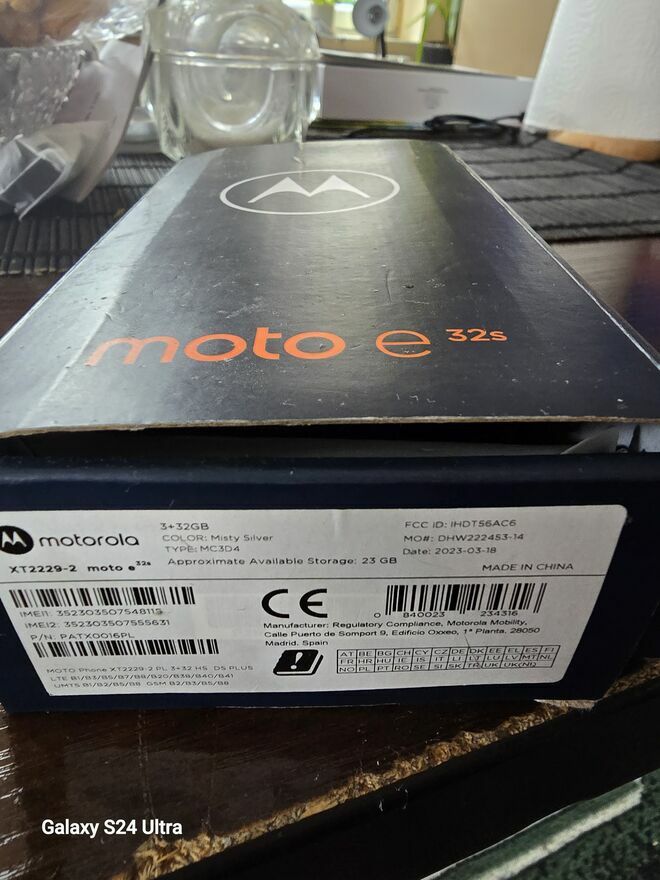 moto e 32s
motorola
3+32GB
COLOR: Misty Silver
TYPE: MC3D4
XT2229-2 moto e 32s
Approximate Available Storage: 23 GB
FCC ID: IHDT56AC6
MO#: DHW222453-14
Date: 2023-03-18
MADE IN CHINA
IMEI1: 352303507548115
IMEI2: 352303507555631
P/N: PATX0016PL
CE
0 840023 234316
Manufacturer: Regulatory Compliance, Motorola Mobility,
Calle Puerto de Somport 9, Edificio Oxxeo, 1ª Planta, 28050
Madrid. Spain
MOTO Phone XT2229-2 PL 3+32 HS DS PLUS
LTE B1/B3/B5/B7/B8/B20/B38/B40/B41
UMTS B1/B2/B5/B8 GSM B2/B3/B5/B8
AT BE BG CH CY CZ DE DK EE EL ES FI
FR HR HU IE IS IT LI LT LU LV MT NL
NO PL PT RO SE SI SK TR UK UK(NI)
Galaxy S24 Ultra